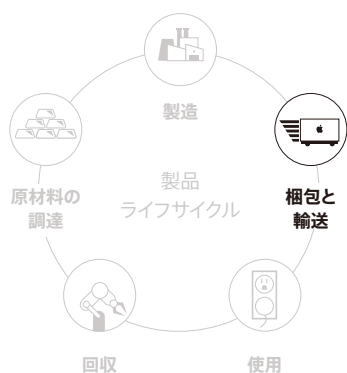 製造
原材料の
調達
製品
ライフサイクル
梱包と
輸送
回収
使用